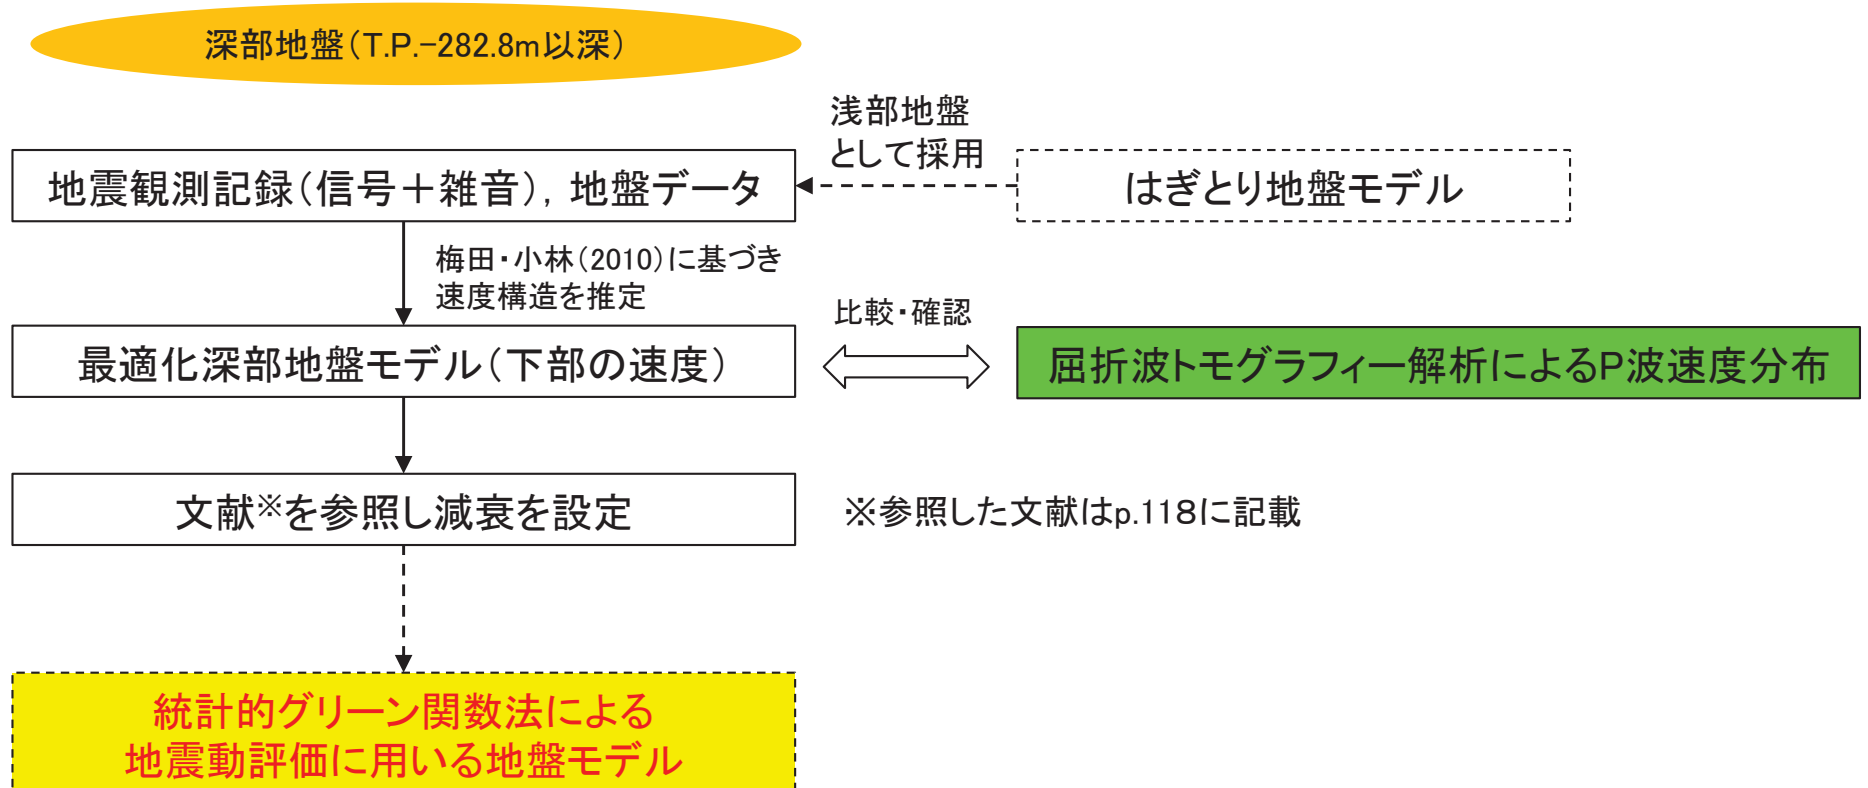 深部地盤（T.P.-282.8m以深）
浅部地盤
として採用
地震観測記録（信号＋雑音），地盤データ
はぎとり地盤モデル
梅田・小林（2010）に基づき
速度構造を推定
比較・確認
最適化深部地盤モデル（下部の速度）
屈折波トモグラフィー解析によるP波速度分布
文献※を参照し減衰を設定
※参照した文献はp.118に記載
統計的グリーン関数法による
地震動評価に用いる地盤モデル